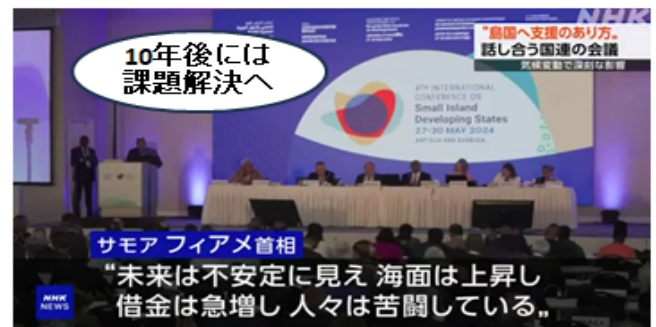 NHK
“島国へ支援のあり方„
話し合う国連の会議
気候変動で深刻な影響
10年後には
課題解決へ
4TH INTERNATIONAL
CONFERENCE ON
Small Island
Developing States
27-30 MAY 2024
ANTIGUA AND BARBUDA
サモア フィアメ首相
“未来は不安定に見え 海面は上昇し
借金は急増し 人々は苦闘している„
NHK
NEWS